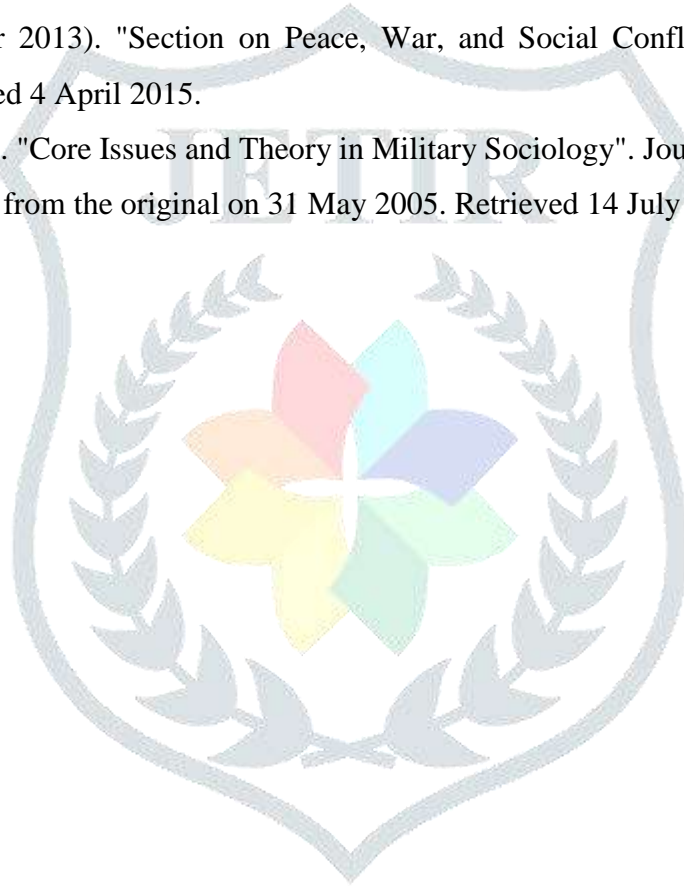 r 2013). "Section on Peace, War, and Social Confl
ed 4 April 2015.
. "Core Issues and Theory in Military Sociology". Jou
from the original on 31 May 2005. Retrieved 14 July
JETIR